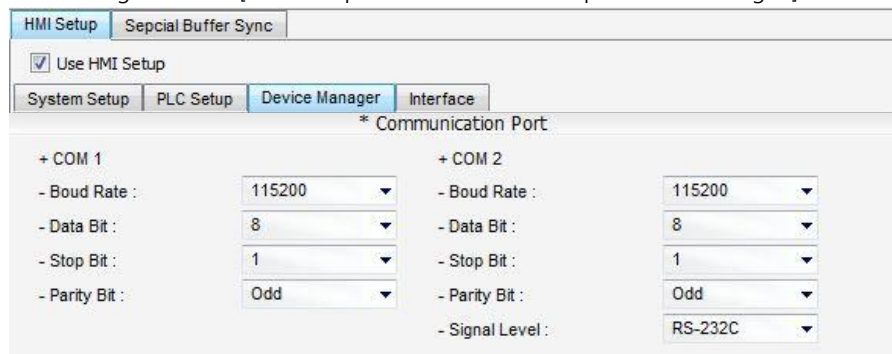 HMI Setup Sepcial Buffer Sync
Use HMI Setup
System Setup PLC Setup Device Manager Interface
* Communication Port
+ COM 1 + COM 2
- Boud Rate : 115200 - Boud Rate : 115200
- Data Bit : 8 - Data Bit : 8
- Stop Bit : 1 - Stop Bit : 1
- Parity Bit : Odd - Parity Bit : Odd
- Signal Level : RS-232C